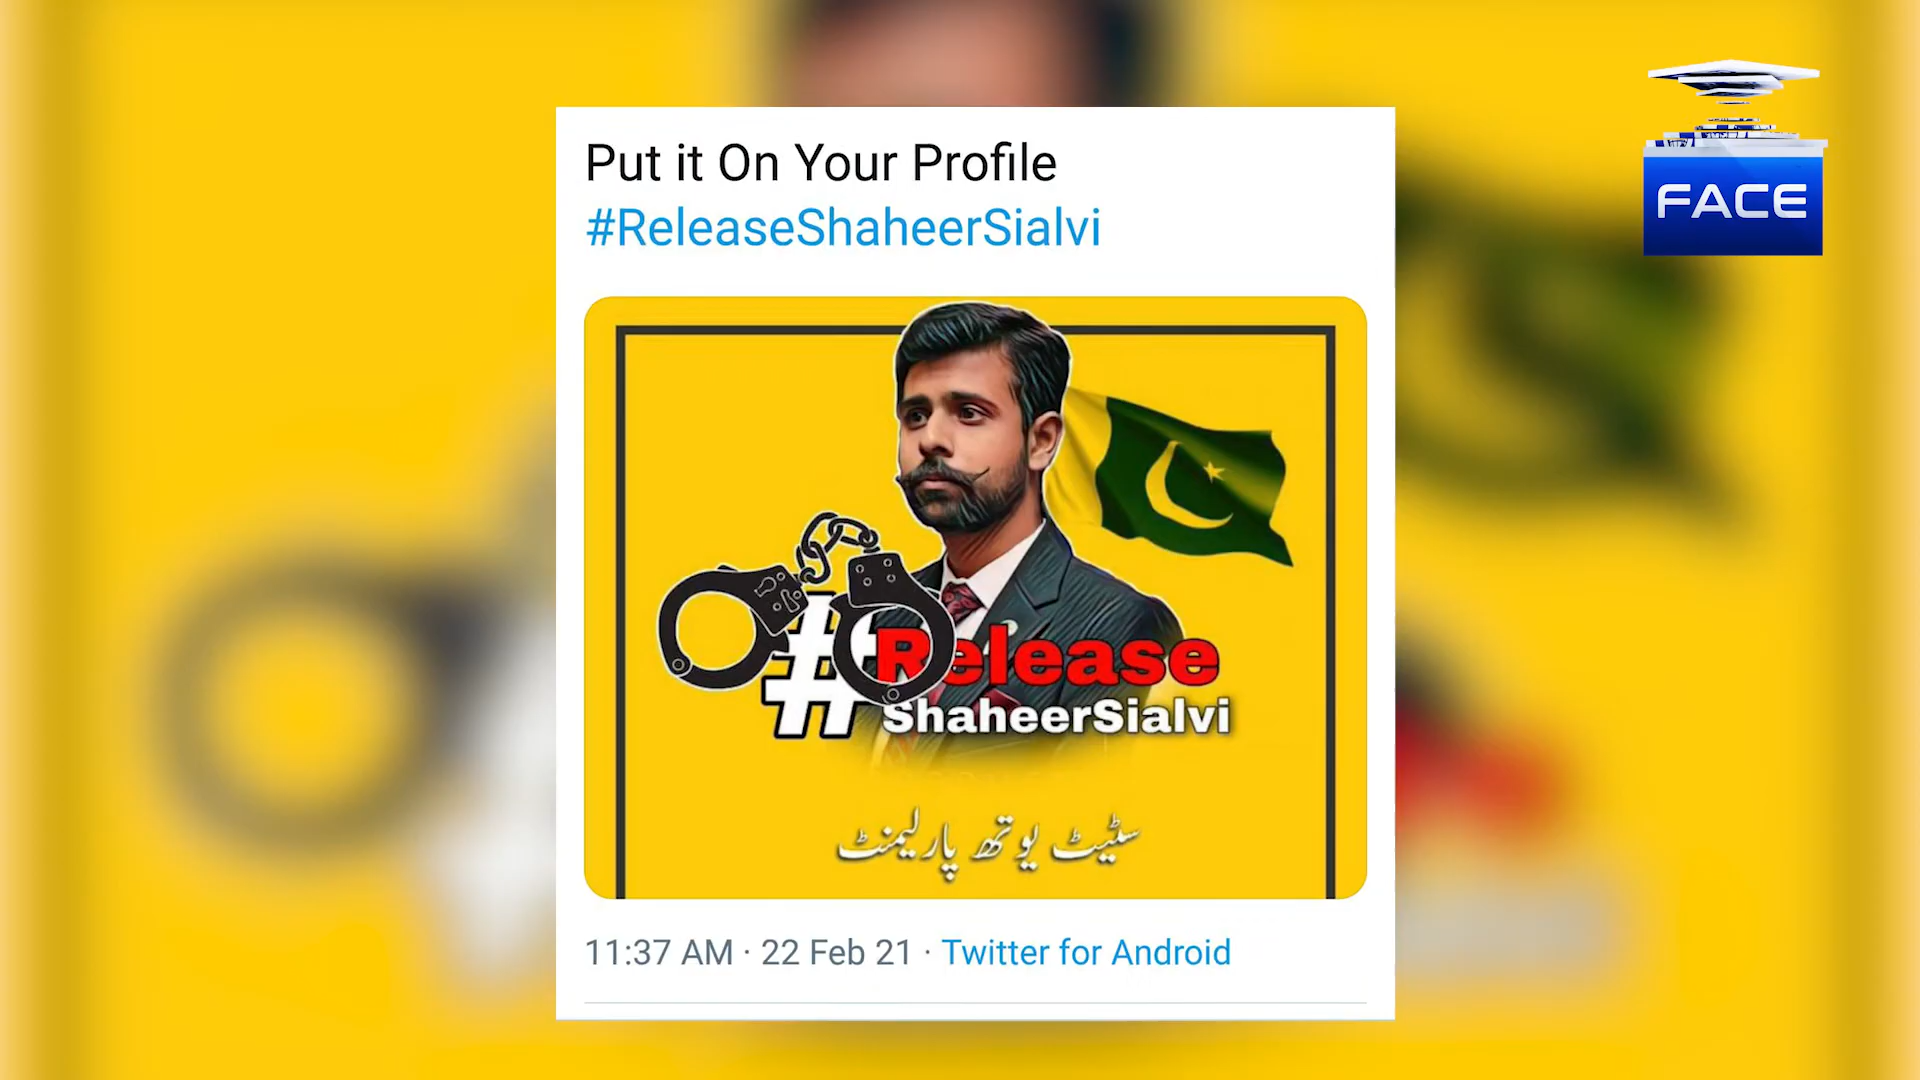 Put it On Your Profile
#ReleaseShaheerSialvi
FACE
#Release
ShaheerSialvi
سٹیٹ یوتھ پارلیمنٹ
11:37 AM · 22 Feb 21 · Twitter for Android